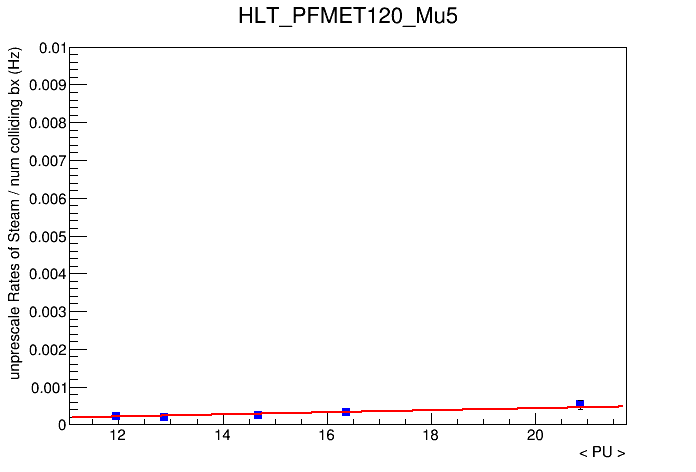 HLT_PFMET120_Mu5
unprescale Rates of Steam / num colliding bx (Hz)
0.01
0.009
0.008
0.007
0.006
0.005
0.004
0.003
0.002
0.001
0
12 14 16 18 20
< PU >